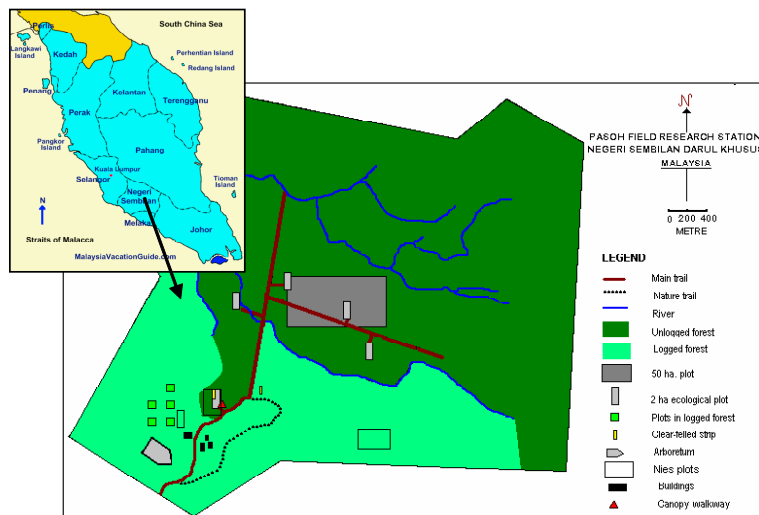 South China Sea
Perlis
Langkawi
Island
Kedah
Perhentian Island
Redang Island
Penang
Kelantan
Terengganu
Perak
Pangkor
Island
Pahang
Kuala Lumpur
Selangor
Tioman
Island
Negeri
Sembilan
Melaka
Johor
N
Straits of Malacca
MalaysiaVacationGuide.com
N
PASOH FIELD RESEARCH STATION
NEGERI SEMBILAN DARUL KHUSUS
MALAYSIA
0 200 400
METRE
LEGEND
Main trail
Nature trail
River
Unlogged forest
Logged forest
50 ha. plot
2 ha ecological plot
Plots in logged forest
Clear-felled strip
Arboretum
Nies plots
Buildings
Canopy walkway